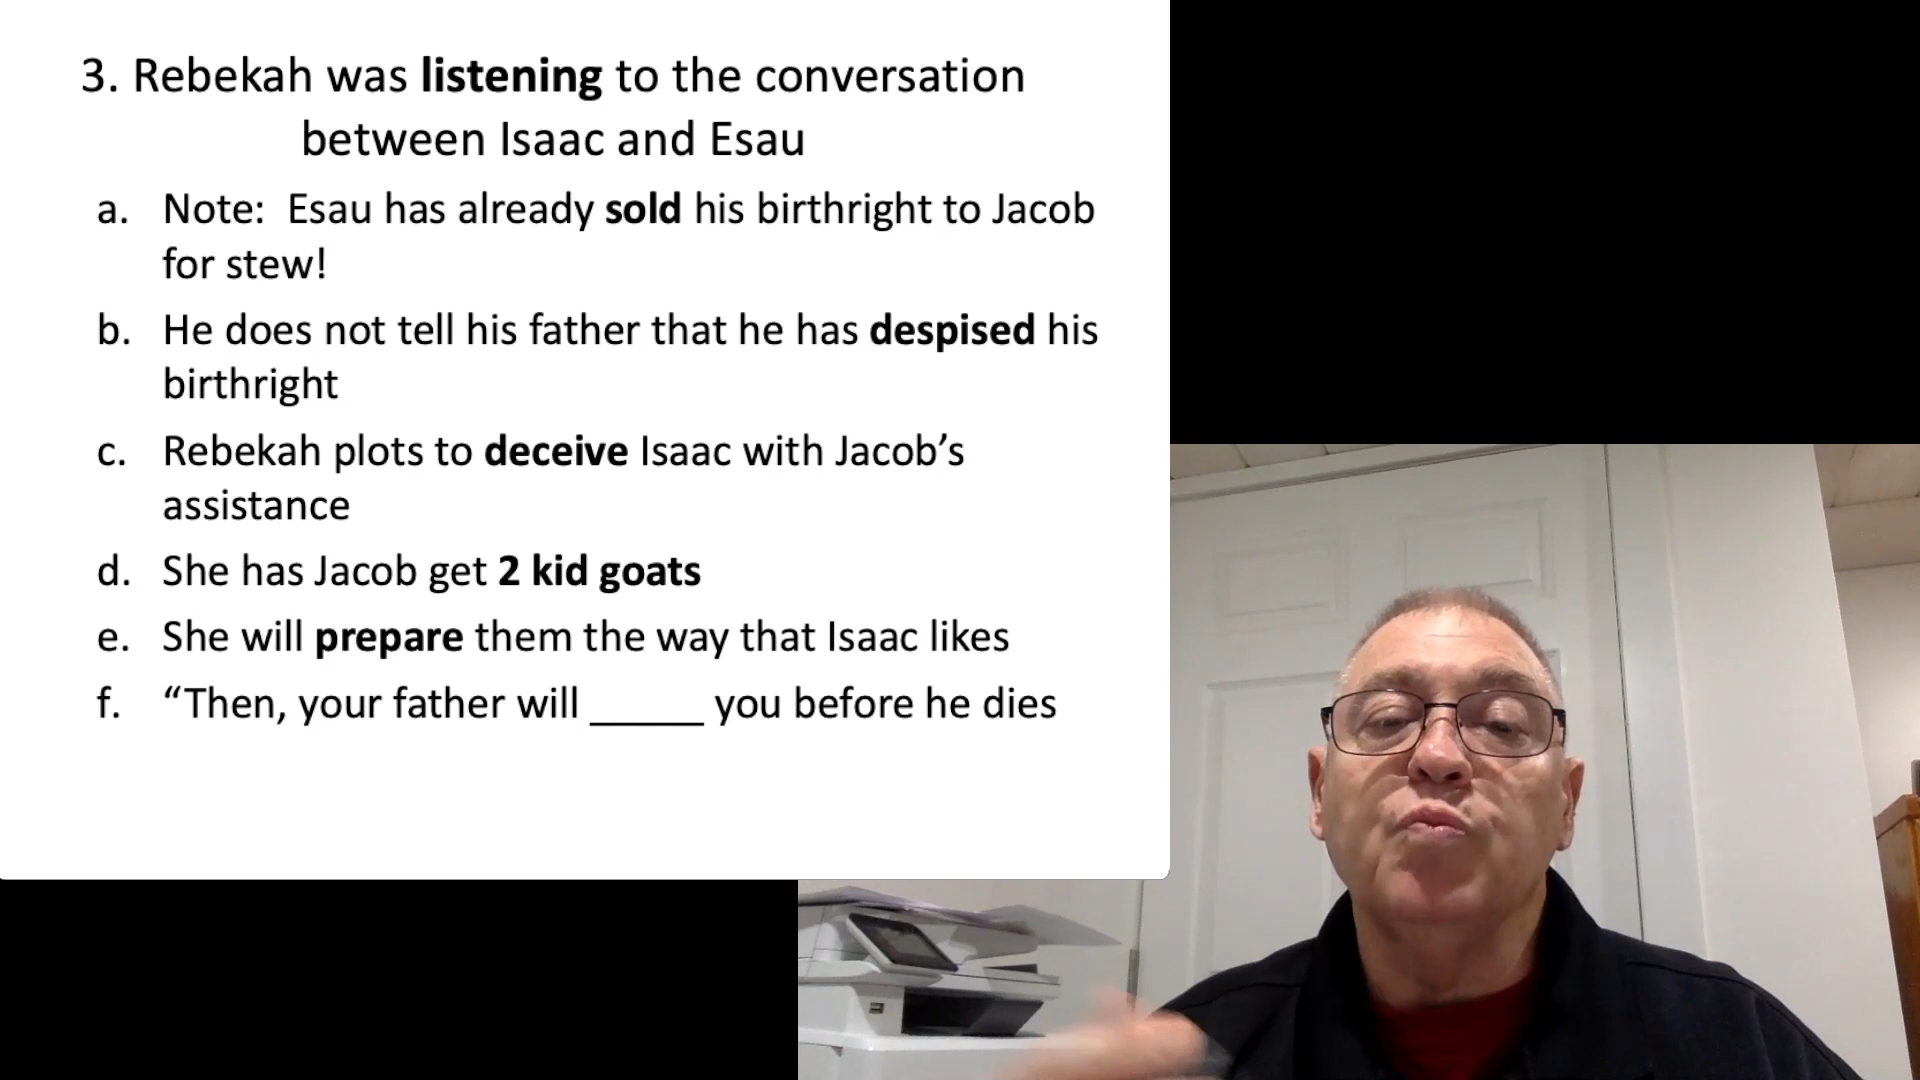 3. Rebekah was listening to the conversation
between Isaac and Esau
a. Note: Esau has already sold his birthright to Jacob
for stew!
b. He does not tell his father that he has despised his
birthright
c. Rebekah plots to deceive Isaac with Jacob’s
assistance
d. She has Jacob get 2 kid goats
e. She will prepare them the way that Isaac likes
f. “Then, your father will _____ you before he dies